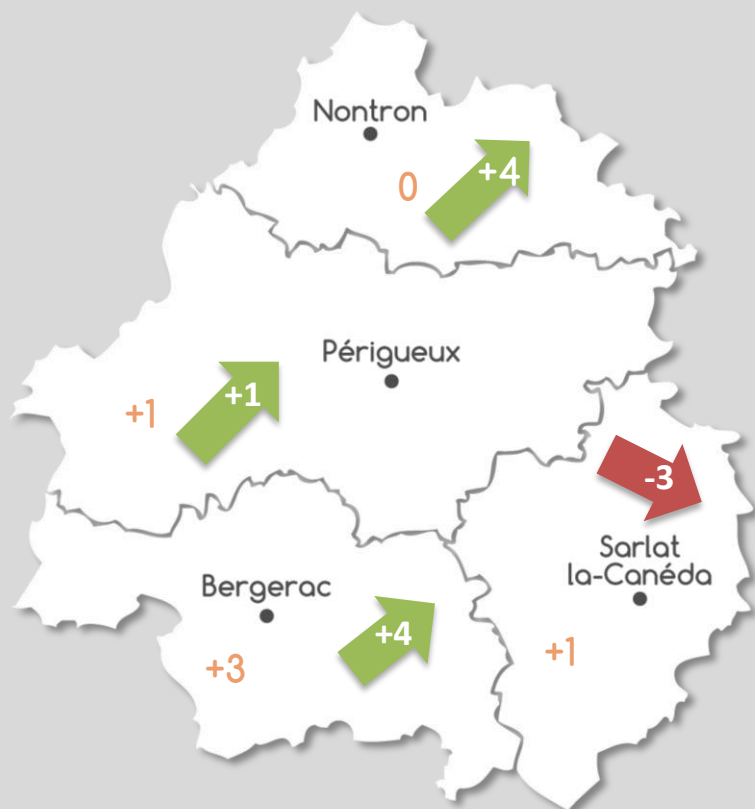 Nontron
0
+4
Périgueux
+1
+1
-3
Sarlat
la-Canéda
Bergerac
+4
+3
+1